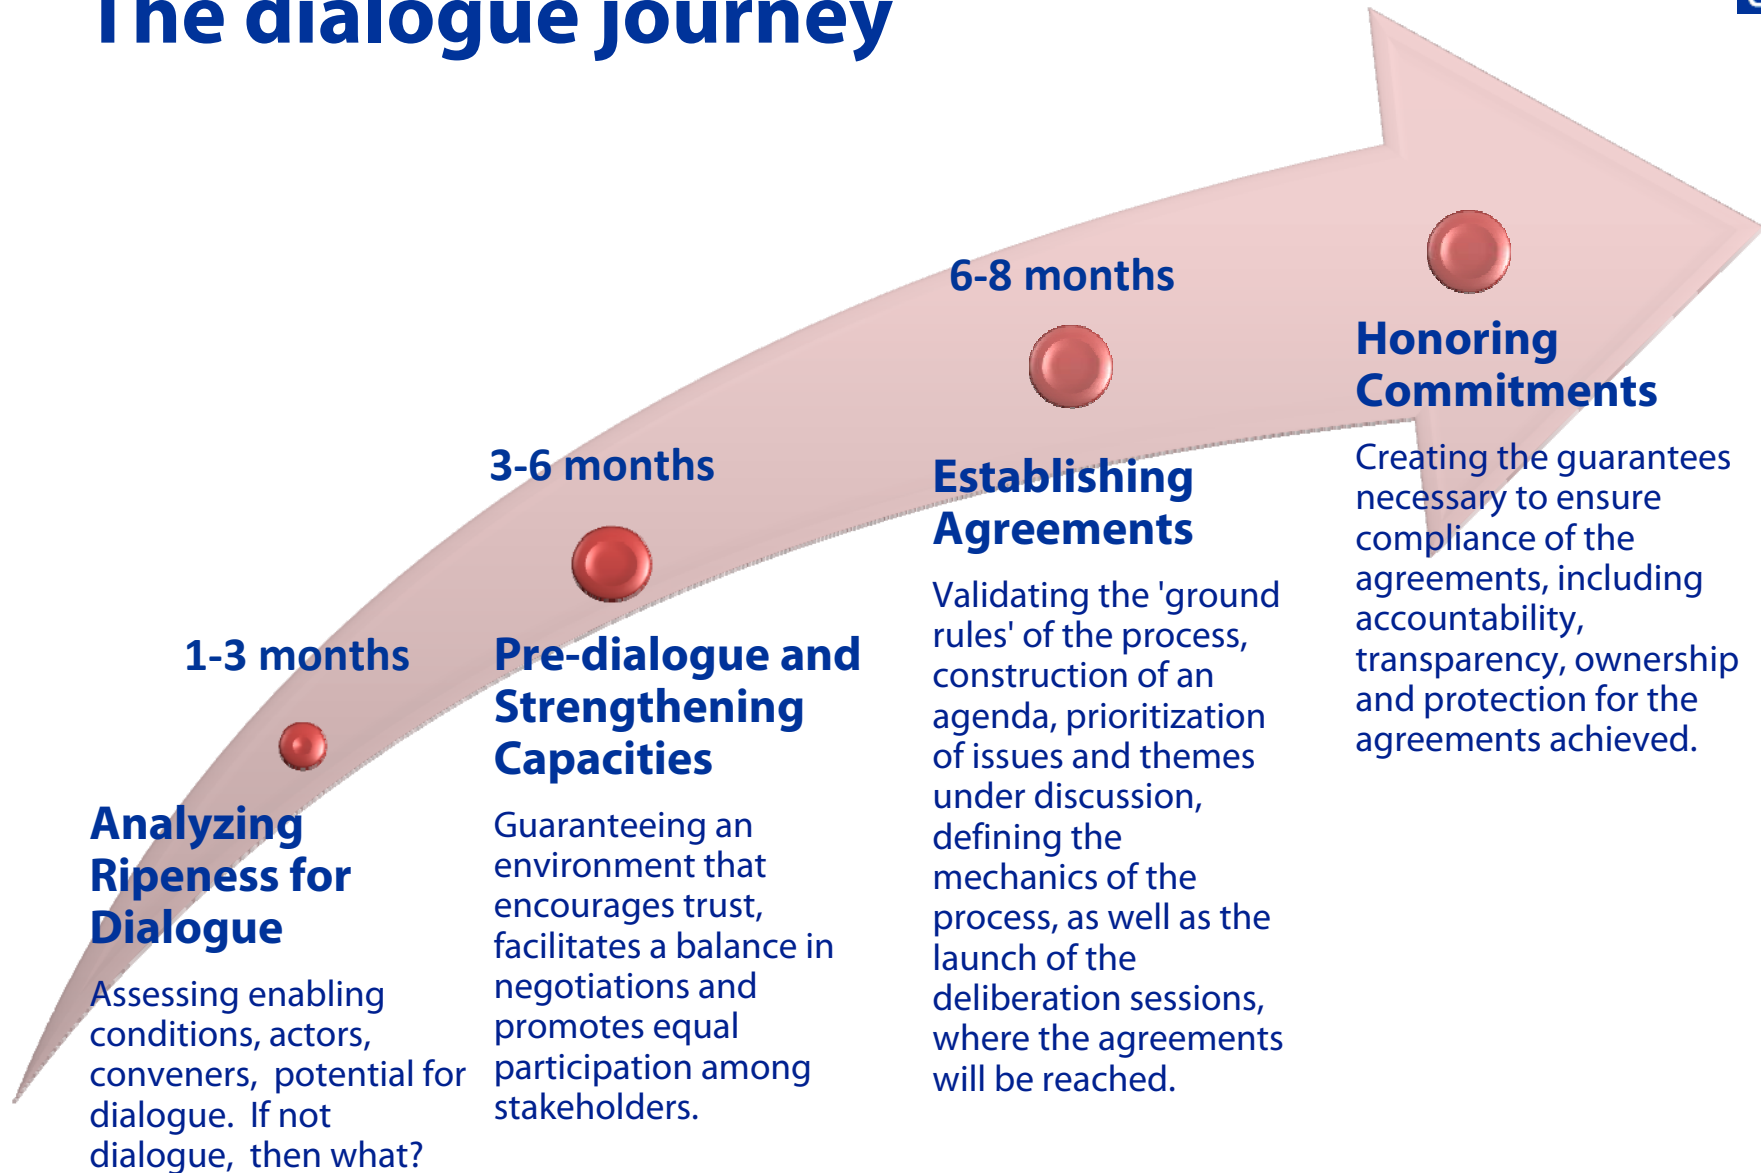 The dialogue journey
1-3 months
Analyzing
Ripeness for
Dialogue
Assessing enabling
conditions, actors,
conveners, potential for
dialogue. If not
dialogue, then what?
3-6 months
Pre-dialogue and
Strengthening
Capacities
Guaranteeing an
environment that
encourages trust,
facilitates a balance in
negotiations and
promotes equal
participation among
stakeholders.
6-8 months
Establishing
Agreements
Validating the 'ground
rules' of the process,
construction of an
agenda, prioritization
of issues and themes
under discussion,
defining the
mechanics of the
process, as well as the
launch of the
deliberation sessions,
where the agreements
will be reached.
Honoring
Commitments
Creating the guarantees
necessary to ensure
compliance of the
agreements, including
accountability,
transparency, ownership
and protection for the
agreements achieved.